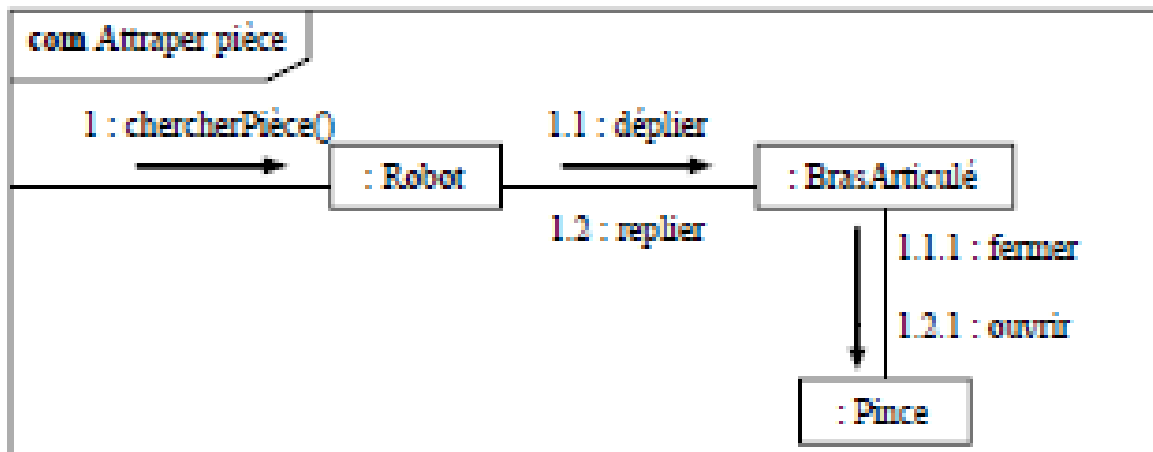 com Attraper pièce
1 : chercherPièce()
1.1 : déplier
: Robot
: BrasArticulé
1.2 : replier
1.1.1 : fermer
1.2.1 : ouvrir
: Pince